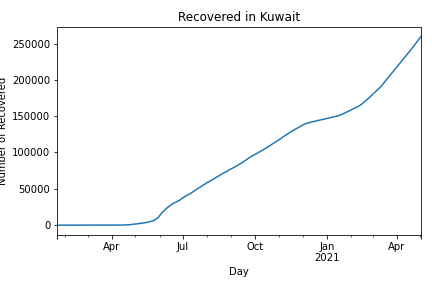 Recovered in Kuwait
Number of Recovered
250000
200000
150000
100000
50000
0
Apr
Jul
Oct
Jan
2021
Apr
Day